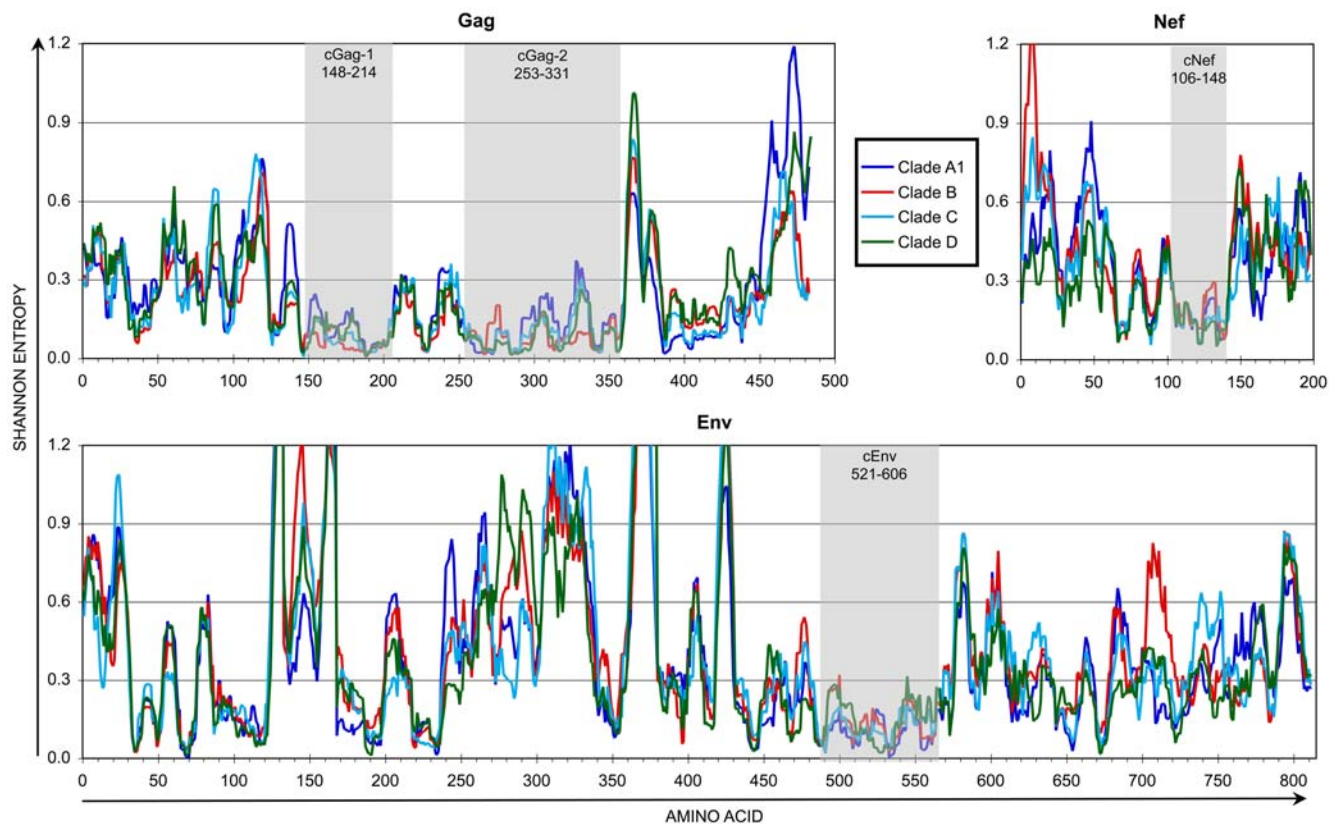 Gag
Nef
SHANNON ENTROPY
1.2
0.9
0.6
0.3
0.0
cGag-1
148-214
cGag-2
253-331
0 50 100 150 200 250 300 350 400 450 500
Clade A1
Clade B
Clade C
Clade D
1.2
0.9
0.6
0.3
0.0
cNef
106-148
0 50 100 150 200
Env
1.2
0.9
0.6
0.3
0.0
cEnv
521-606
0 50 100 150 200 250 300 350 400 450 500 550 600 650 700 750 800
AMINO ACID